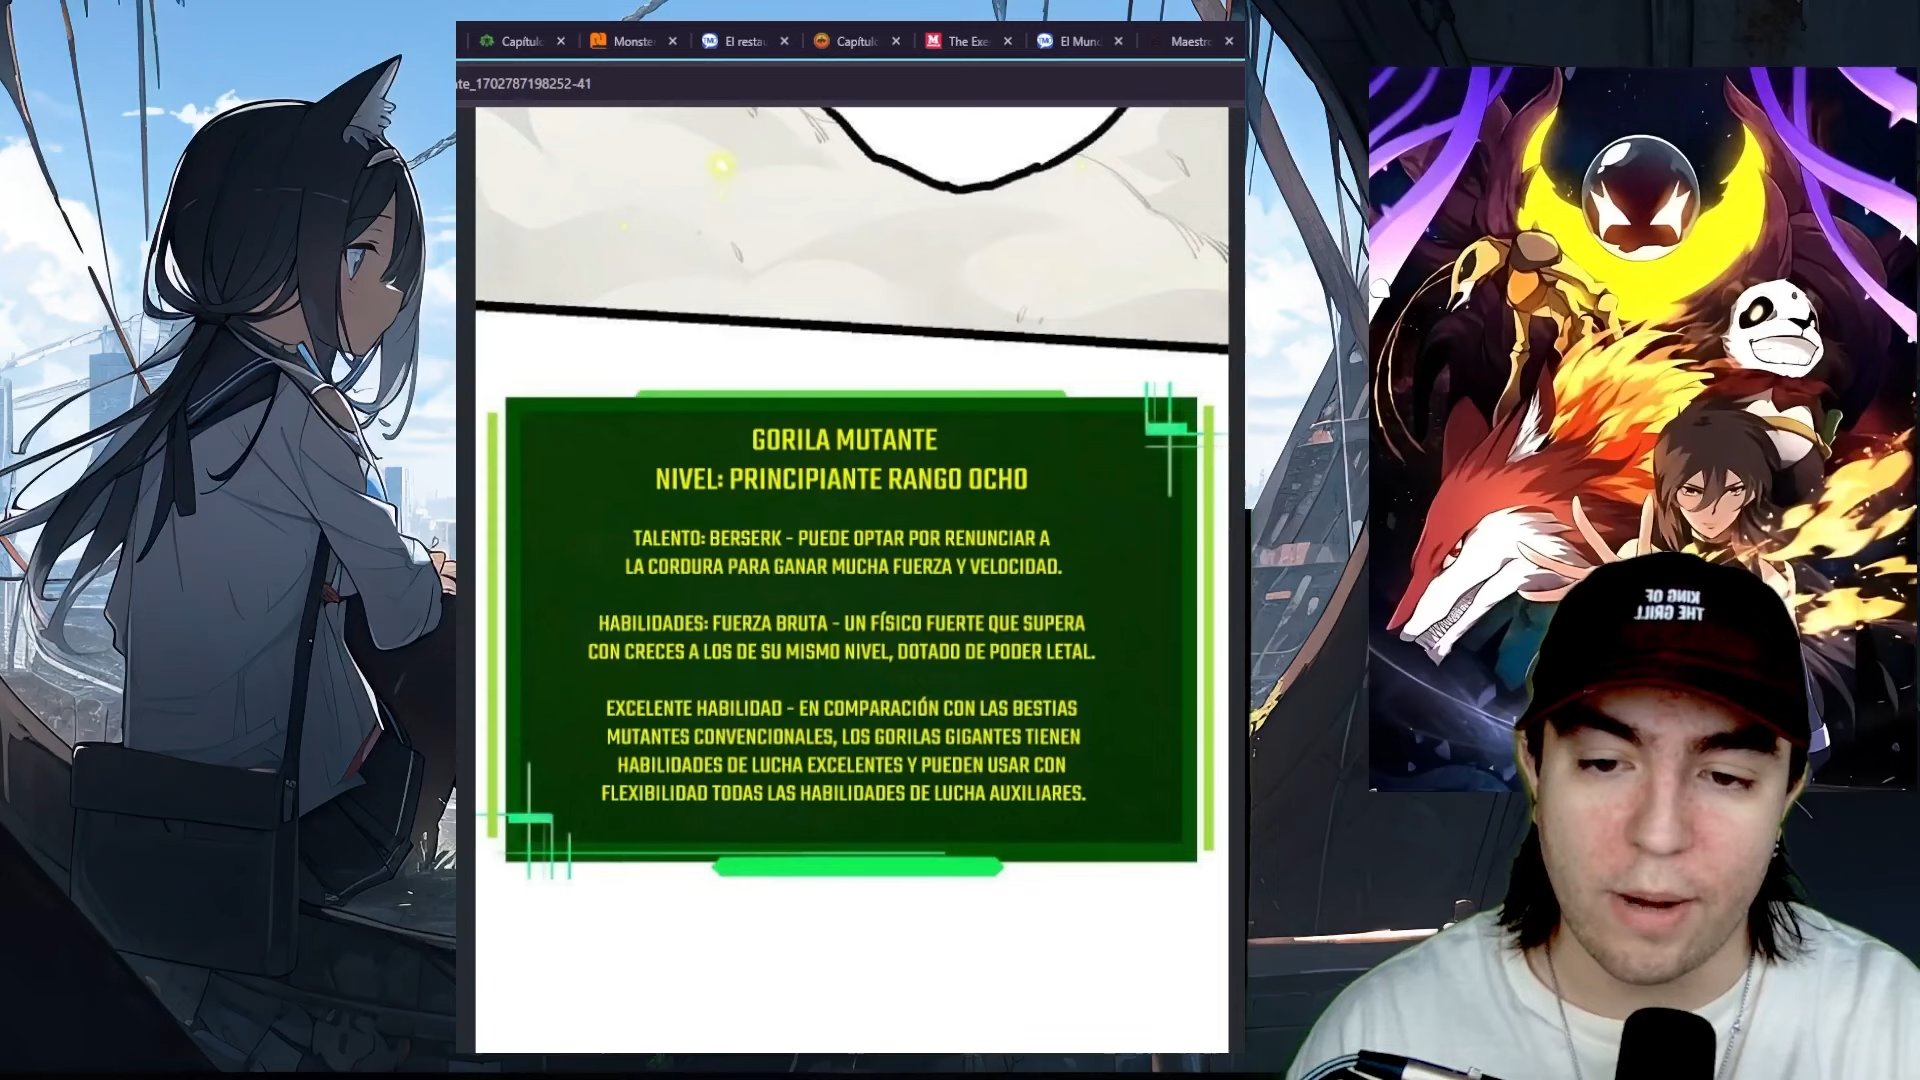 Capítulo
Monste
El resta
Capítulo
The Exe
El Mund
Maestro
te_1702787198252-41
GORILA MUTANTE
NIVEL: PRINCIPIANTE RANGO OCHO
TALENTO: BERSERK - PUEDE OPTAR POR RENUNCIAR A
LA CORDURA PARA GANAR MUCHA FUERZA Y VELOCIDAD.
HABILIDADES: FUERZA BRUTA - UN FÍSICO FUERTE QUE SUPERA
CON CRECES A LOS DE SU MISMO NIVEL, DOTADO DE PODER LETAL.
EXCELENTE HABILIDAD - EN COMPARACIÓN CON LAS BESTIAS
MUTANTES CONVENCIONALES, LOS GORILAS GIGANTES TIENEN
HABILIDADES DE LUCHA EXCELENTES Y PUEDEN USAR CON
FLEXIBILIDAD TODAS LAS HABILIDADES DE LUCHA AUXILIARES.
KING OF
THE GRILL